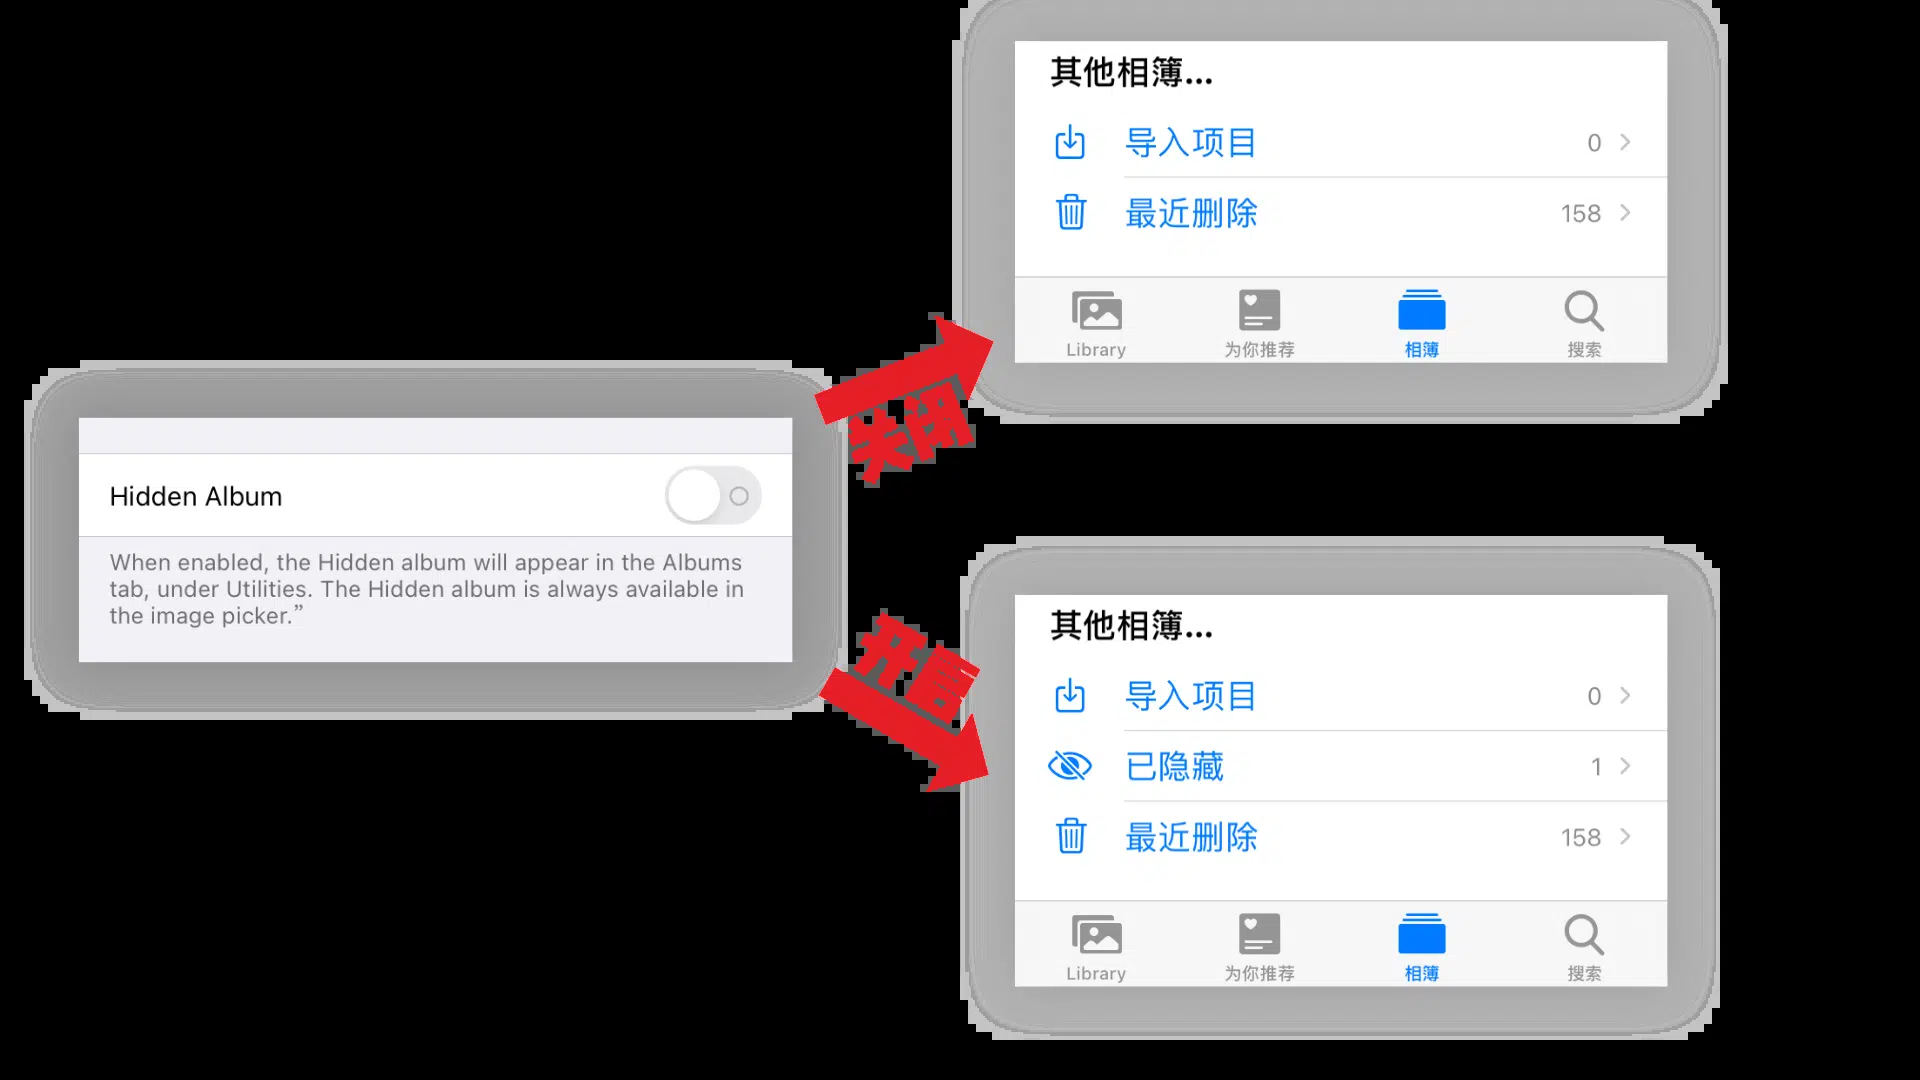 Hidden Album
When enabled, the Hidden album will appear in the Albums
tab, under Utilities. The Hidden album is always available in
the image picker.”
关闭
其他相簿...
导入项目 0
最近删除 158
Library 为你推荐 相簿 搜索
开启
其他相簿...
导入项目 0
已隐藏 1
最近删除 158
Library 为你推荐 相簿 搜索